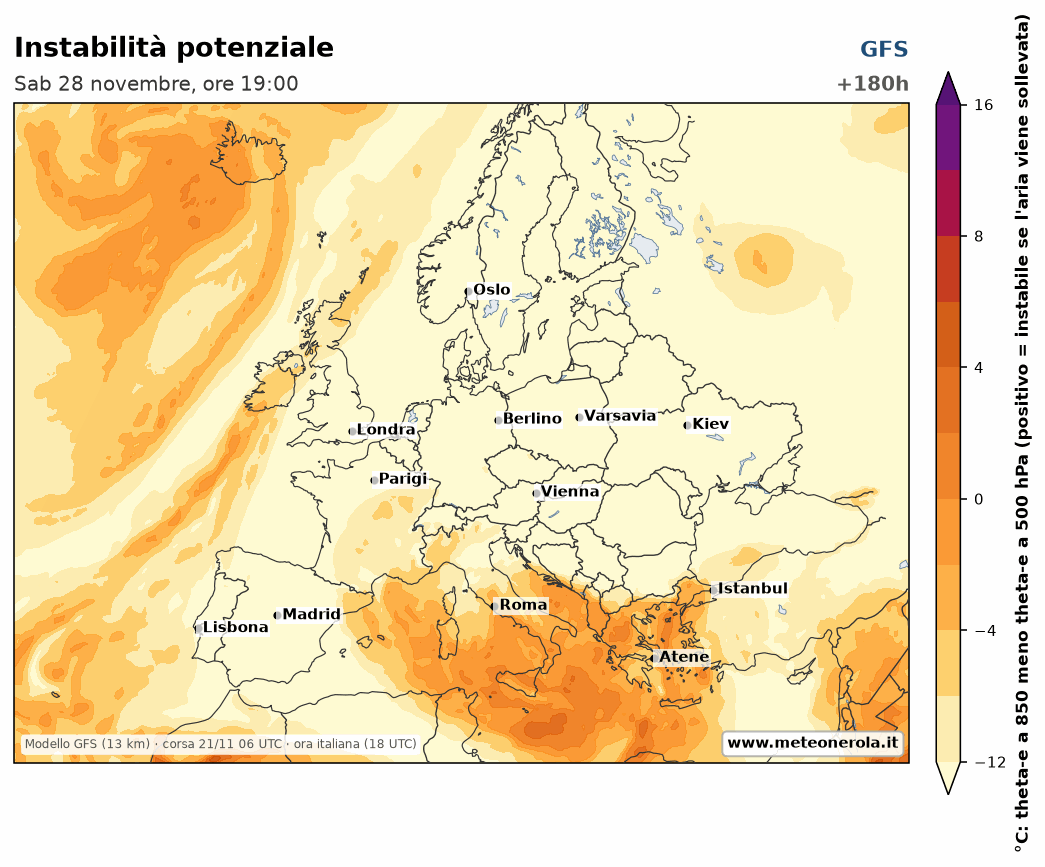 Instabilità potenziale
GFS
Sab 28 novembre, ore 19:00
+180h
Oslo
Berlino
Varsavia
Kiev
Londra
Parigi
Vienna
Istanbul
Roma
Madrid
Lisbona
Atene
Modello GFS (13 km) · corsa 21/11 06 UTC · ora italiana (18 UTC)
www.meteonerola.it
16
8
4
0
−4
−12
°C: theta-e a 850 meno theta-e a 500 hPa (positivo = instabile se l'aria viene sollevata)